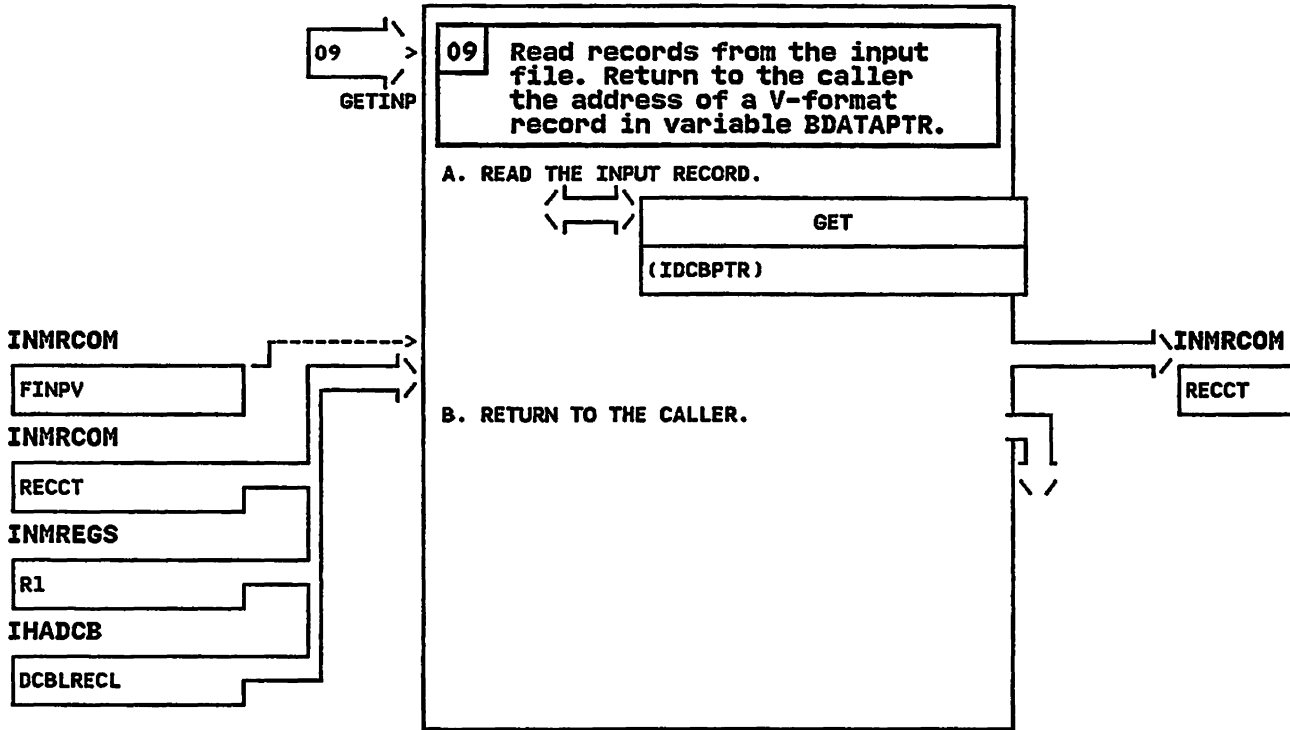 09
GETINP
09
Read records from the input
file. Return to the caller
the address of a V-format
record in variable BDATAPTR.
A. READ THE INPUT RECORD.
GET
(IDCBPTR)
INMRCOM
FINPV
INMRCOM
RECCT
INMREGS
R1
IHADCB
DCBLRECL
B. RETURN TO THE CALLER.
INMRCOM
RECCT